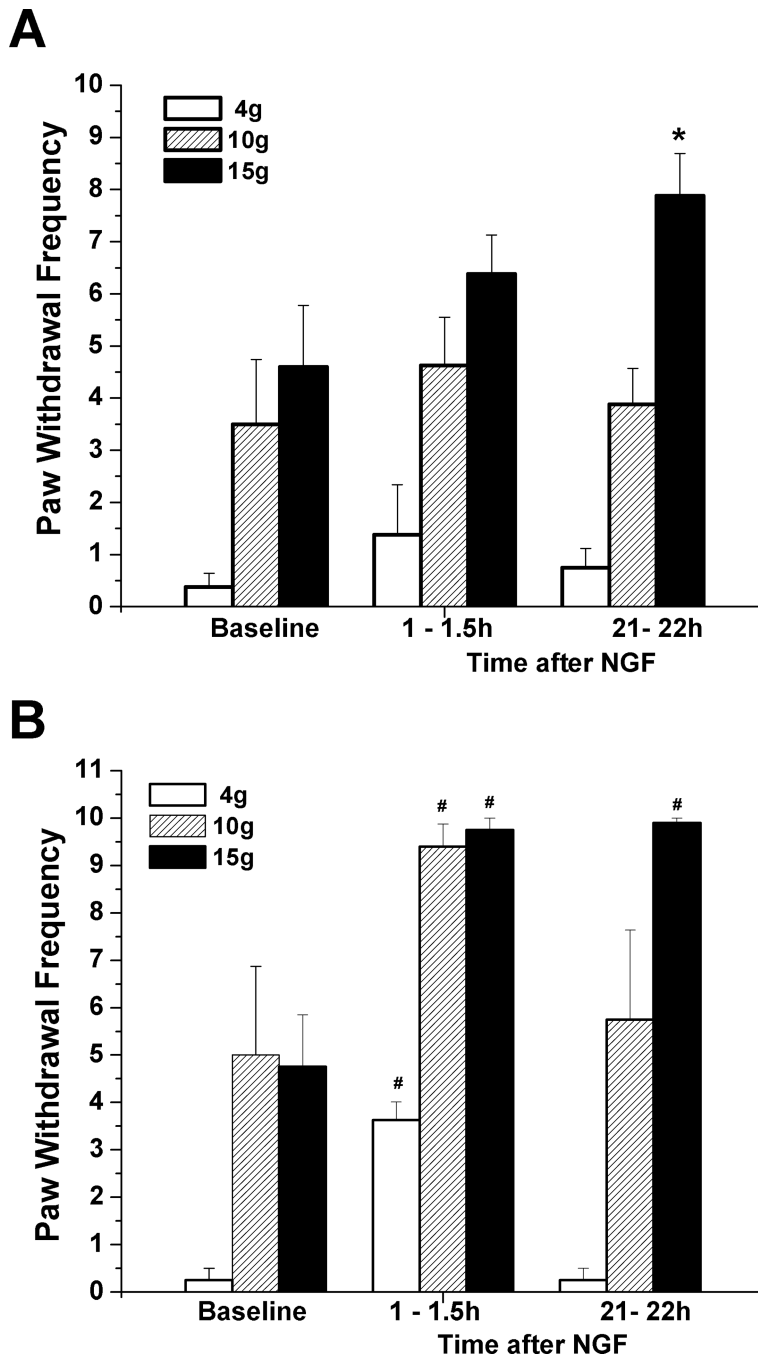 A
10
9
8
7
6
5
4
3
2
1
0
Paw Withdrawal Frequency
4g
10g
15g
*
Baseline
1 - 1.5h
21- 22h
Time after NGF
B
11
10
9
8
7
6
5
4
3
2
1
0
Paw Withdrawal Frequency
4g
10g
15g
#
#
#
#
Baseline
1 - 1.5h
21- 22h
Time after NGF